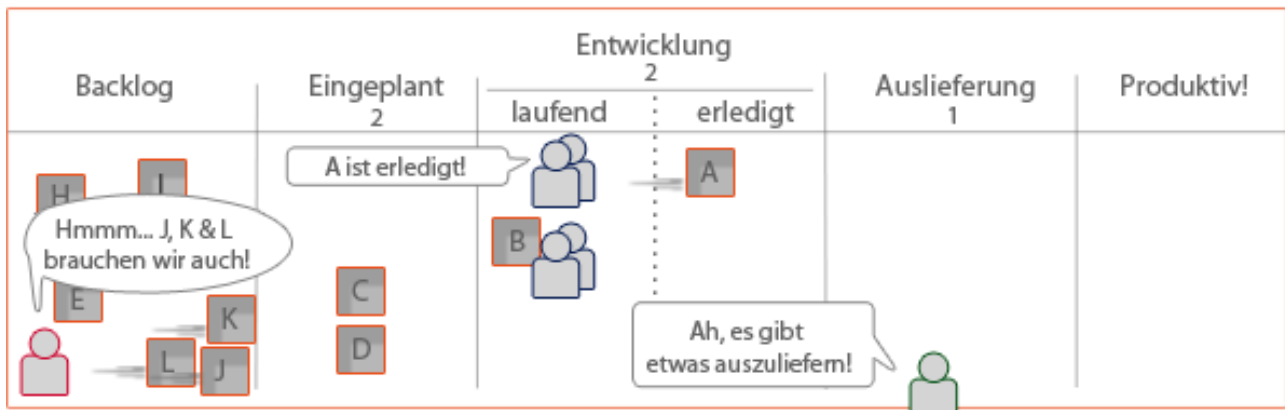 Entwicklung
2
Backlog
Eingeplant
2
laufend
erledigt
Auslieferung
1
Produktiv!
A ist erledigt!
A
H
I
Hmmm... J, K & L
brauchen wir auch!
B
E
K
L
J
C
D
Ah, es gibt
etwas auszuliefern!